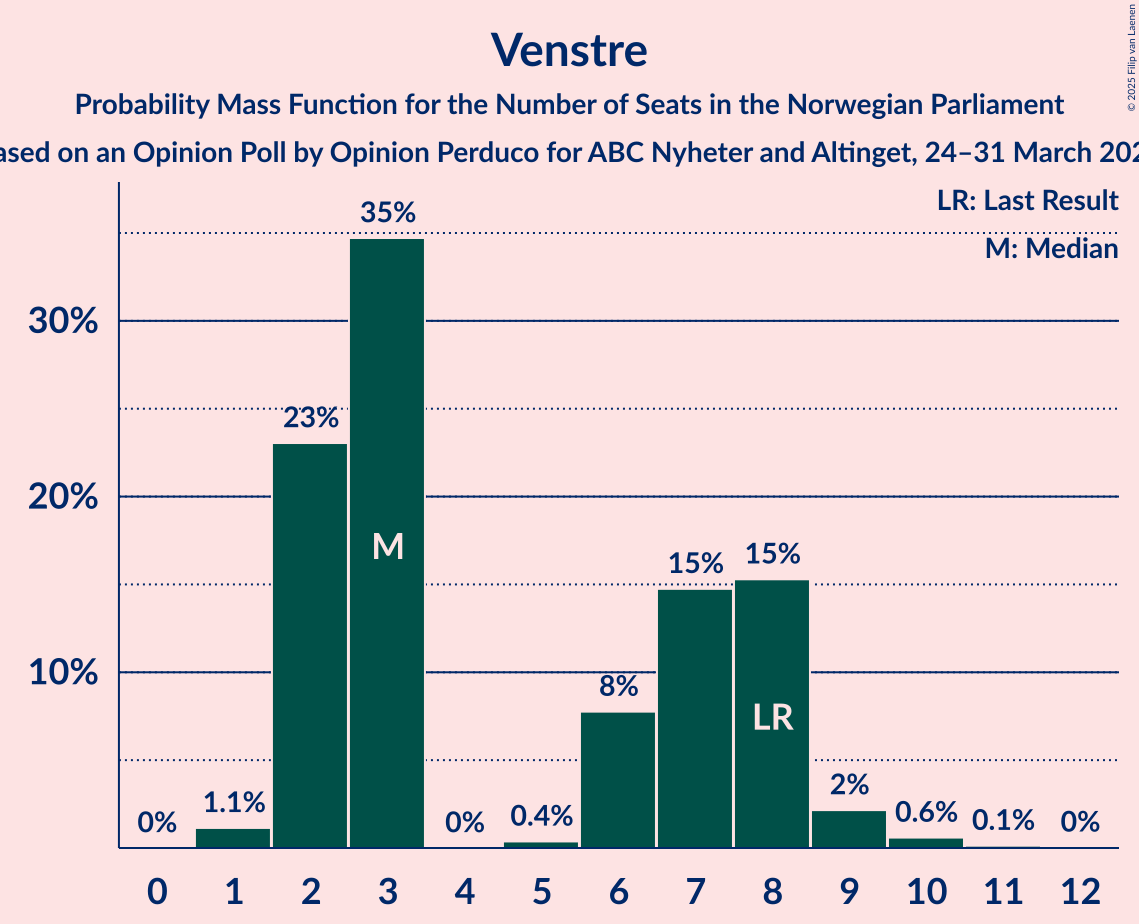 Venstre
Probability Mass Function for the Number of Seats in the Norwegian Parliament
on an Opinion Poll by Opinion Perduco for ABC Nyheter and Altinget, 24–31 March
© 2025 Filip van Laenen
LR: Last Result
M: Median
30%
20%
10%
0%
1.1%
23%
35%
0%
0.4%
8%
15%
15%
2%
0.6%
0.1%
0%
M
LR
0 1 2 3 4 5 6 7 8 9 10 11 12